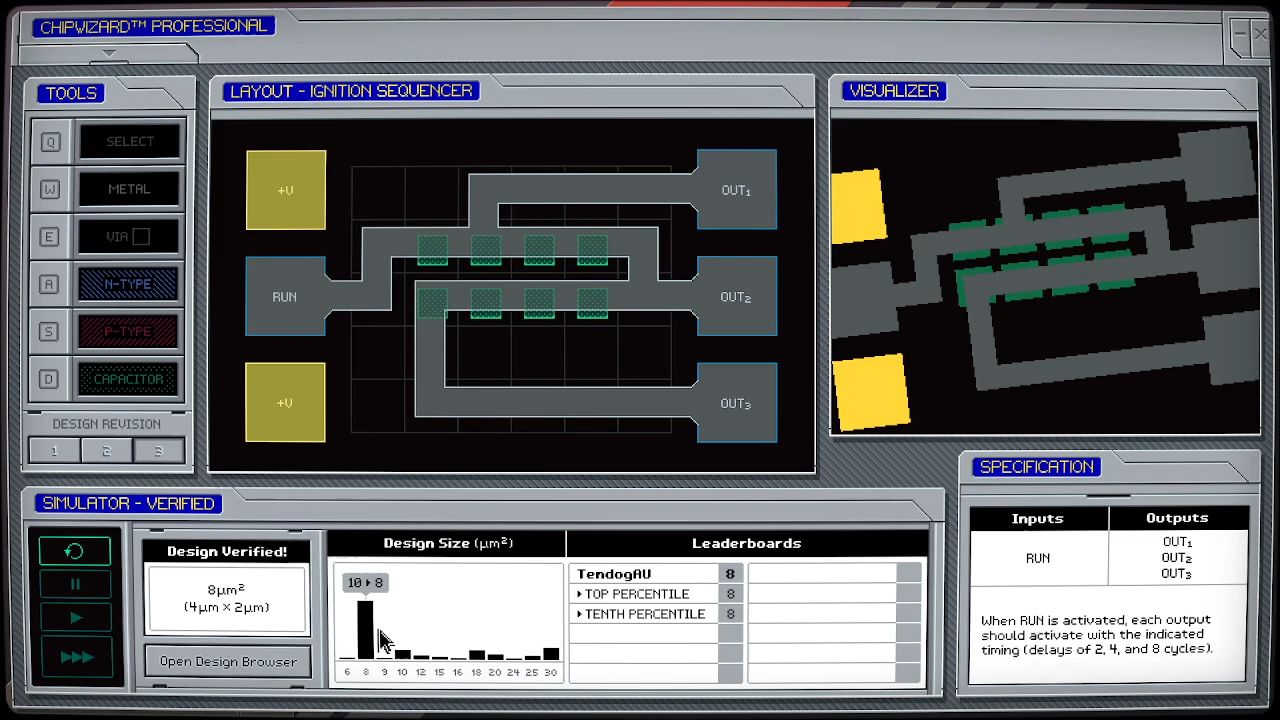 CHIPWIZARD™ PROFESSIONAL
TOOLS
Q SELECT
W METAL
E VIA
A N-TYPE
S P-TYPE
D CAPACITOR
DESIGN REVISION
1 2 3
LAYOUT - IGNITION SEQUENCER
+V
OUT₁
RUN
OUT₂
+V
OUT₃
VISUALIZER
SIMULATOR - VERIFIED
Design Verified!
8µm²
(4µm × 2µm)
Open Design Browser
Design Size (µm²)
10 ▸ 8
6 8 9 10 12 15 16 18 20 24 25 30
Leaderboards
TendogAV 8
▸TOP PERCENTILE 8
▸TENTH PERCENTILE 8
SPECIFICATION
Inputs Outputs
RUN
OUT₁
OUT₂
OUT₃
When RUN is activated, each output
should activate with the indicated
timing (delays of 2, 4, and 8 cycles).